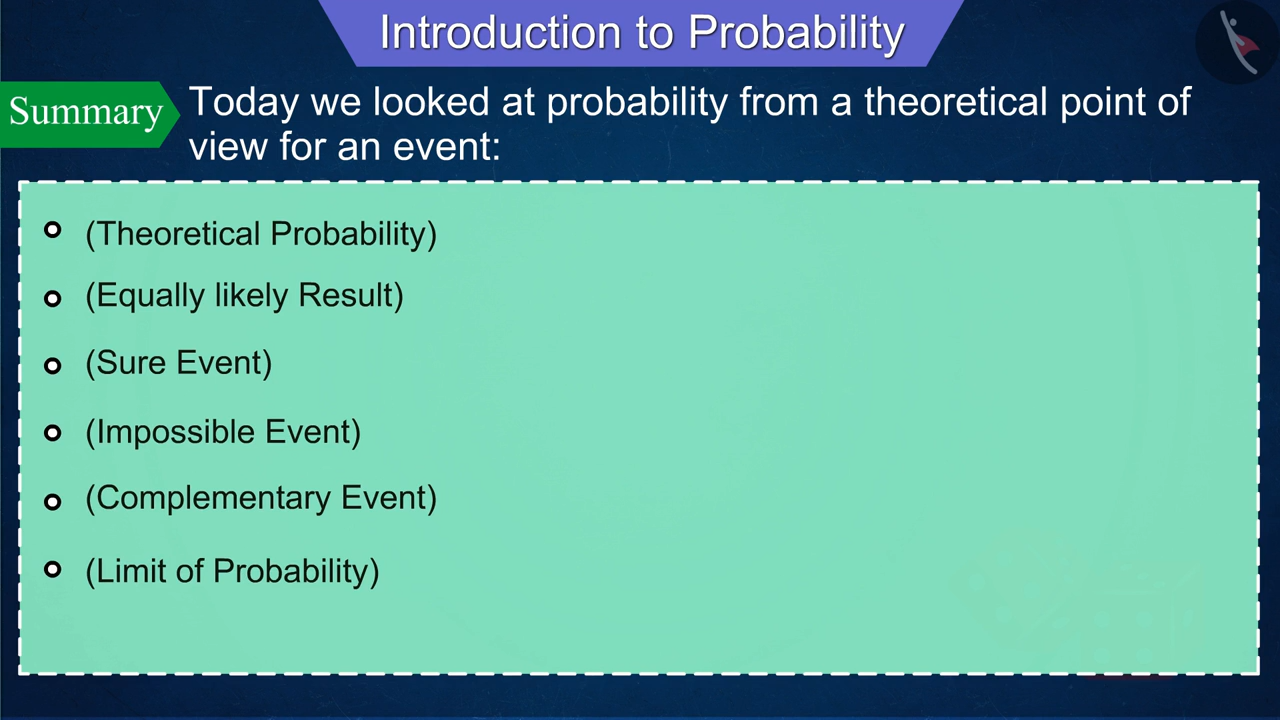 Introduction to Probability
Summary
Today we looked at probability from a theoretical point of
view for an event:
(Theoretical Probability)
(Equally likely Result)
(Sure Event)
(Impossible Event)
(Complementary Event)
(Limit of Probability)